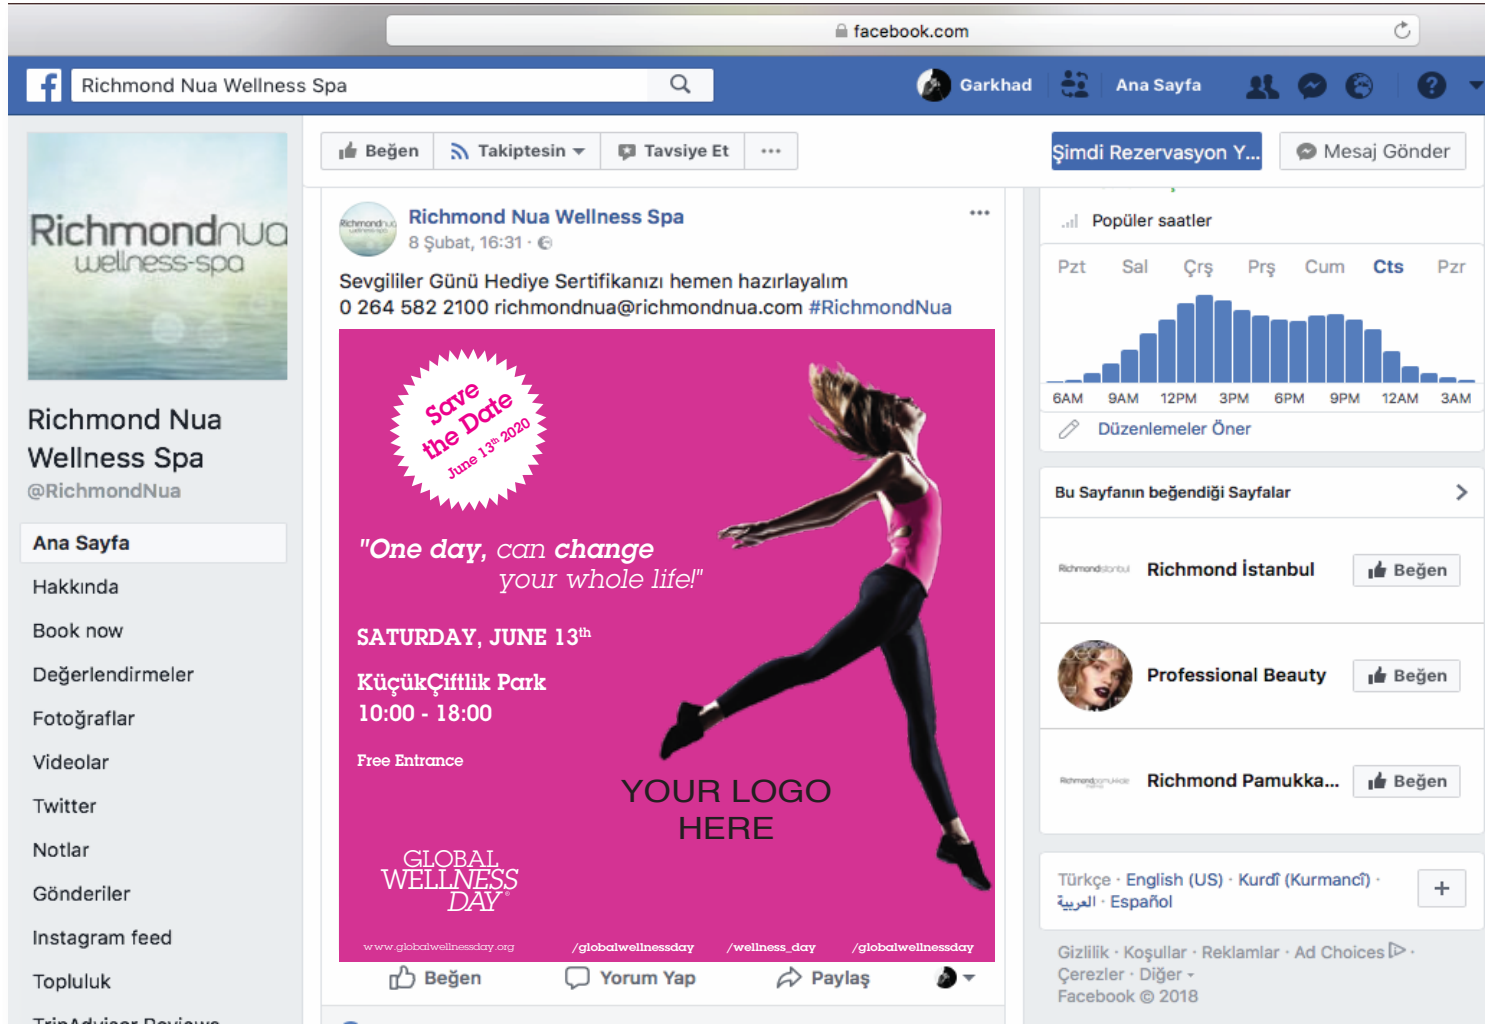 facebook.com
Richmond Nua Wellness Spa
Garkhad
Ana Sayfa
Richmondnua
wellness-spa
Richmond Nua
Wellness Spa
@RichmondNua
Ana Sayfa
Hakkında
Book now
Değerlendirmeler
Fotoğraflar
Videolar
Twitter
Notlar
Gönderiler
Instagram feed
Topluluk
TripAdvisor Reviews
Beğen
Takiptesin
Tavsiye Et
Şimdi Rezervasyon Y...
Mesaj Gönder
Richmond Nua Wellness Spa
8 Şubat, 16:31 ·
Sevgililer Günü Hediye Sertifikanızı hemen hazırlayalım
0 264 582 2100 richmondnua@richmondnua.com #RichmondNua
Save
the Date
June 13th 2020
"One day, can change
your whole life!"
SATURDAY, JUNE 13th
KüçükÇiftlik Park
10:00 - 18:00
Free Entrance
YOUR LOGO
HERE
GLOBAL
WELLNESS
DAY®
www.globalwellnessday.org
/globalwellnessday
/wellness_day
/globalwellnessday
Beğen
Yorum Yap
Paylaş
Popüler saatler
Pzt Sal Çrş Prş Cum Cts Pzr
6AM 9AM 12PM 3PM 6PM 9PM 12AM 3AM
Düzenlemeler Öner
Bu Sayfanın beğendiği Sayfalar
Richmond İstanbul
Beğen
Professional Beauty
Beğen
Richmond Pamukka...
Beğen
Türkçe · English (US) · Kurdî (Kurmancî) ·
العربية · Español
Gizlilik · Koşullar · Reklamlar · Ad Choices ·
Çerezler · Diğer
Facebook © 2018